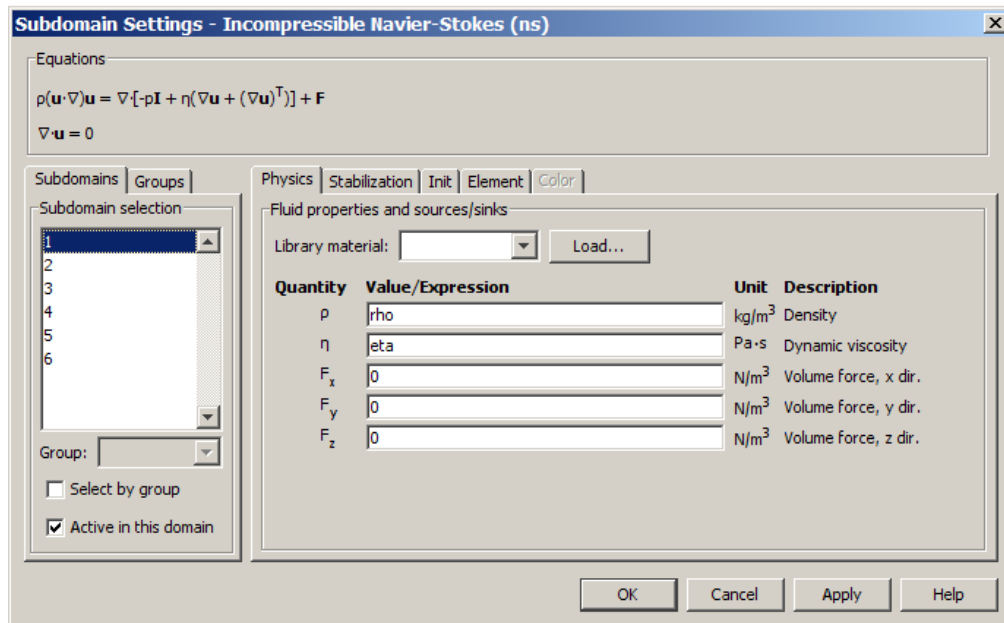 Subdomain Settings - Incompressible Navier-Stokes (ns)
Equations
ρ(u·∇)u = ∇·[-pI + η(∇u + (∇u)ᵀ)] + F
∇·u = 0
Subdomains Groups
Subdomain selection
1
2
3
4
5
6
Group:
Select by group
Active in this domain
Physics Stabilization Init Element Color
Fluid properties and sources/sinks
Library material: Load...
Quantity Value/Expression Unit Description
ρ rho kg/m³ Density
η eta Pa·s Dynamic viscosity
Fₓ 0 N/m³ Volume force, x dir.
F_y 0 N/m³ Volume force, y dir.
F_z 0 N/m³ Volume force, z dir.
OK Cancel Apply Help